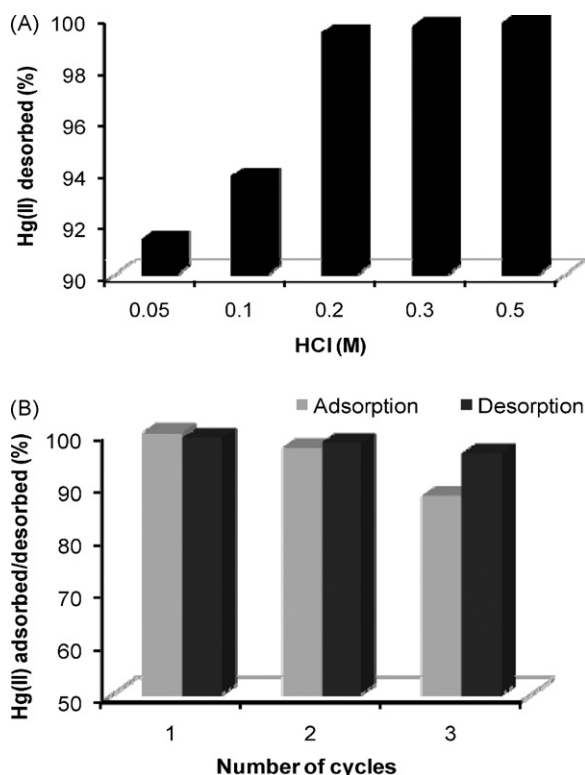 (A)
Hg(II) desorbed (%)
100
98
96
94
92
90
0.05 0.1 0.2 0.3 0.5
HCl (M)
(B)
Adsorption Desorption
Hg(II) adsorbed/desorbed (%)
100
90
80
70
60
50
1 2 3
Number of cycles